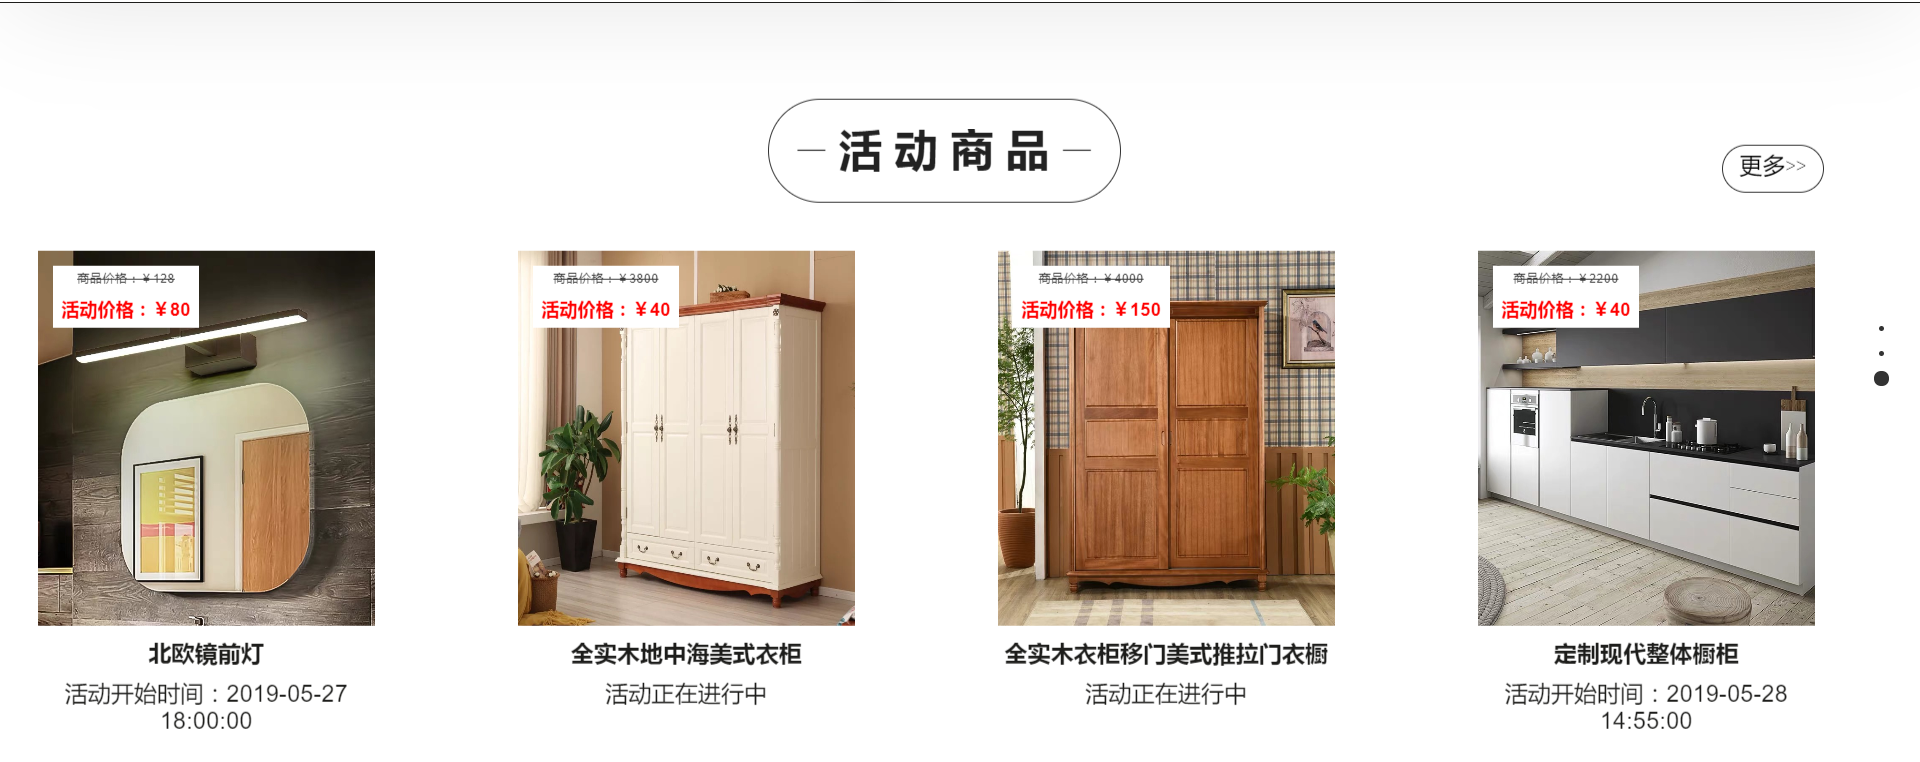 — 活动商品 —
更多>>
商品价格：￥128
活动价格：￥80
北欧镜前灯
活动开始时间：2019-05-27
18:00:00
商品价格：￥3800
活动价格：￥40
全实木地中海美式衣柜
活动正在进行中
商品价格：￥4000
活动价格：￥150
全实木衣柜移门美式推拉门衣橱
活动正在进行中
商品价格：￥2200
活动价格：￥40
定制现代整体橱柜
活动开始时间：2019-05-28
14:55:00